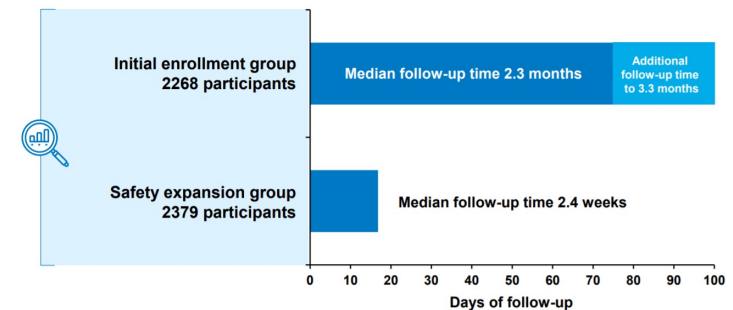 Initial enrollment group
2268 participants
Median follow-up time 2.3 months
Additional
follow-up time
to 3.3 months
Safety expansion group
2379 participants
Median follow-up time 2.4 weeks
0 10 20 30 40 50 60 70 80 90 100
Days of follow-up